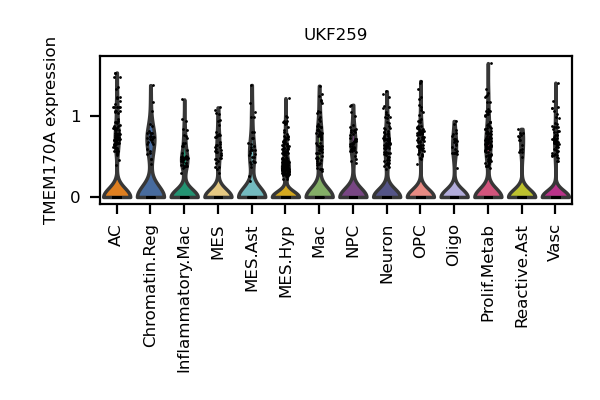 UKF259
TMEM170A expression
1
0
AC
Chromatin.Reg
Inflammatory.Mac
MES
MES.Ast
MES.Hyp
Mac
NPC
Neuron
OPC
Oligo
Prolif.Metab
Reactive.Ast
Vasc